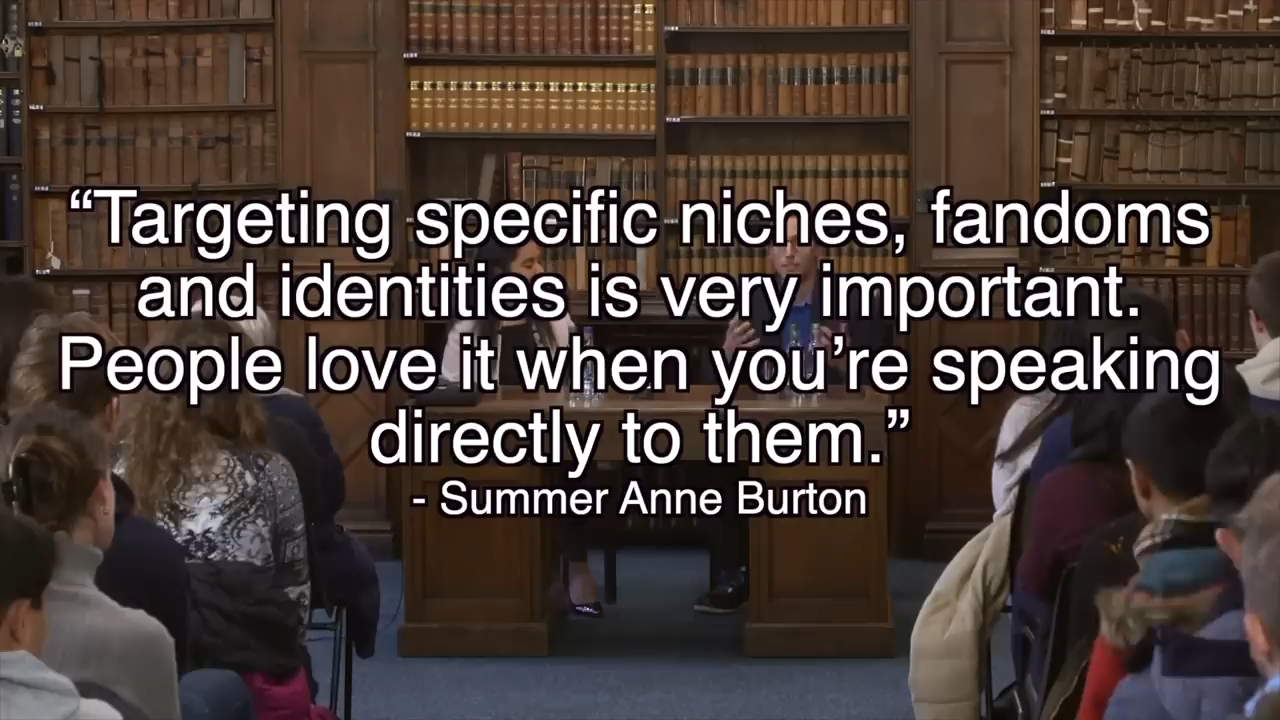 “Targeting specific niches, fandoms
and identities is very important.
People love it when you’re speaking
directly to them.”
- Summer Anne Burton